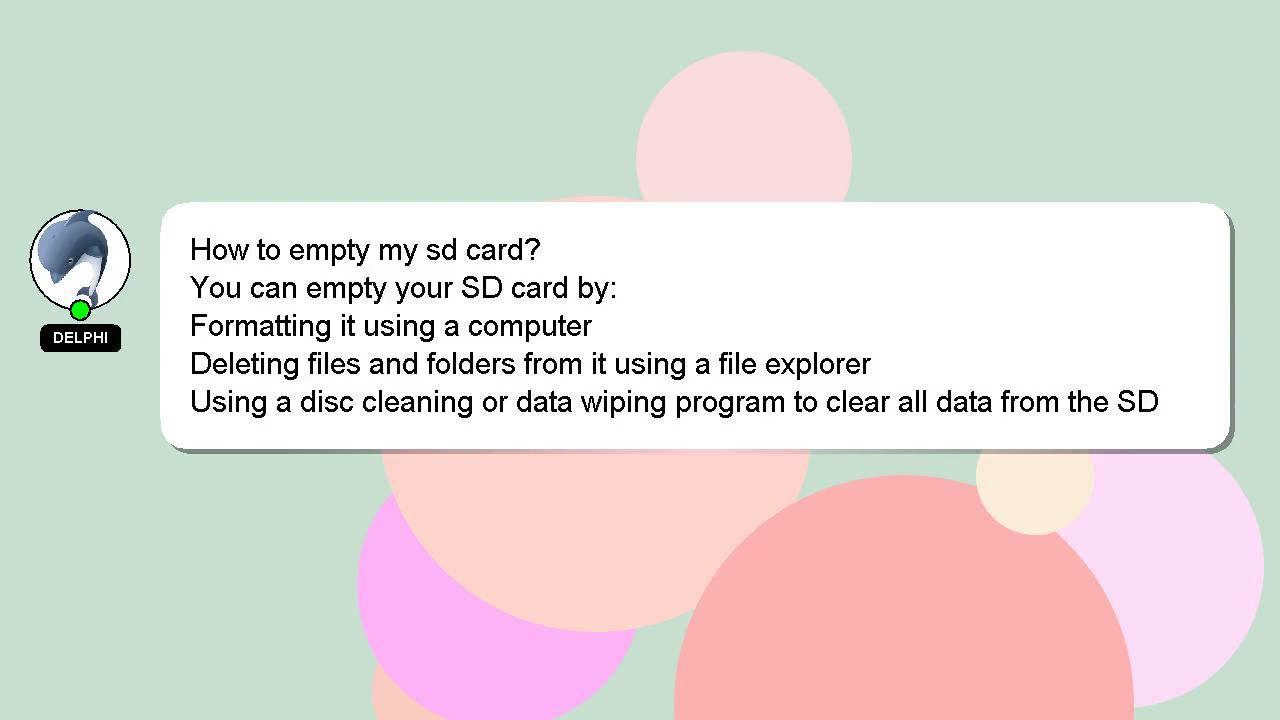 How to empty my sd card?
You can empty your SD card by:
Formatting it using a computer
Deleting files and folders from it using a file explorer
Using a disc cleaning or data wiping program to clear all data from the SD
DELPHI